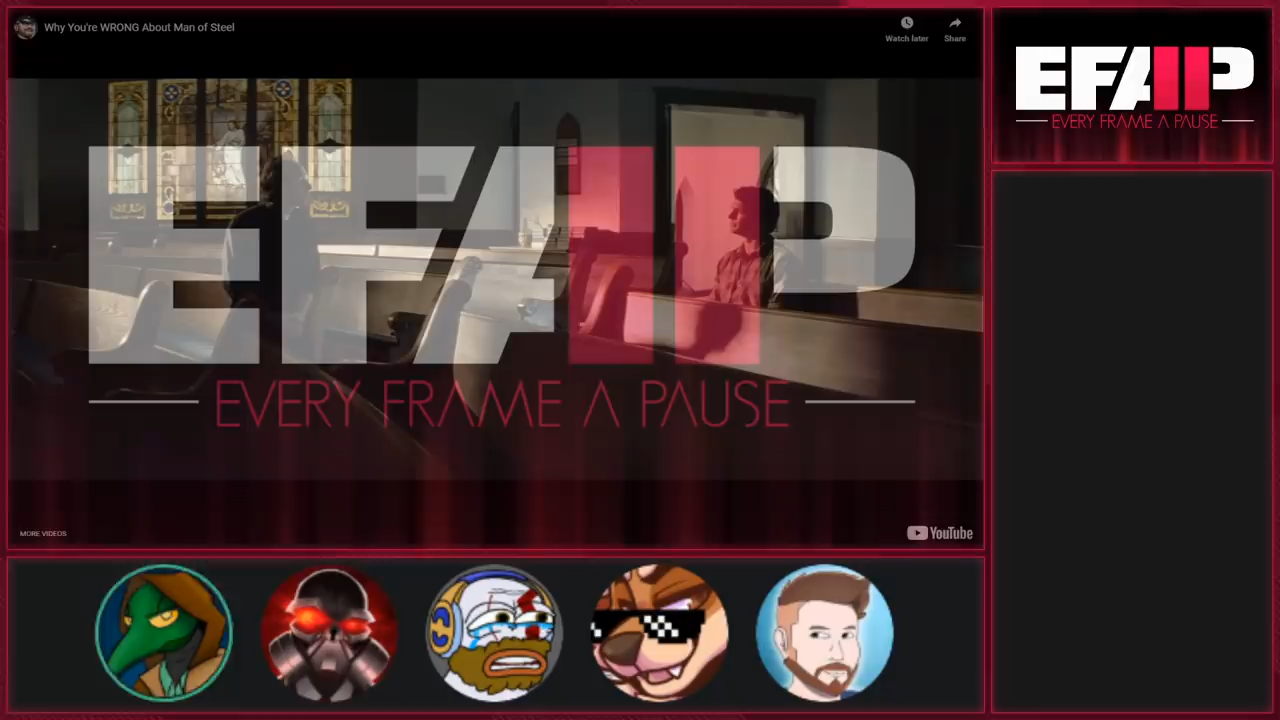 Why You're WRONG About Man of Steel
Watch later
Share
EFAP
EVERY FRAME A PAUSE
EFAP
EVERY FRAME A PAUSE
MORE VIDEOS
YouTube